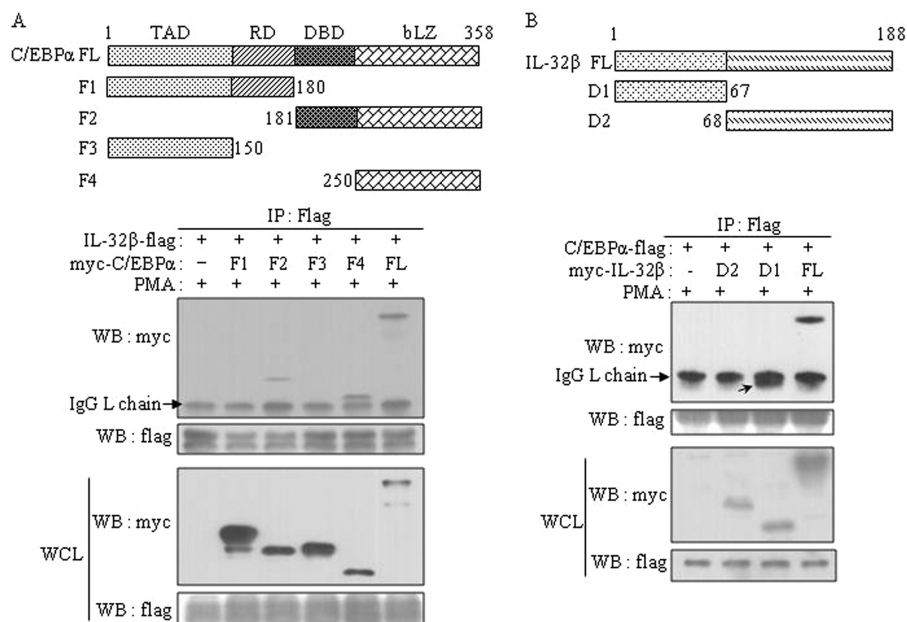 A
1 TAD RD DBD bLZ 358
C/EBPα FL
F1 180
F2 181
F3 150
F4 250
IP : Flag
IL-32β-flag : + + + + + +
myc-C/EBPα : – F1 F2 F3 F4 FL
PMA : + + + + + +
WB : myc
IgG L chain
WB : flag
WCL
WB : myc
WB : flag
B
1 188
IL-32β FL
D1 67
D2 68
IP : Flag
C/EBPα-flag : + + + +
myc-IL-32β : - D2 D1 FL
PMA : + + + +
WB : myc
IgG L chain
WB : flag
WCL
WB : myc
WB : flag